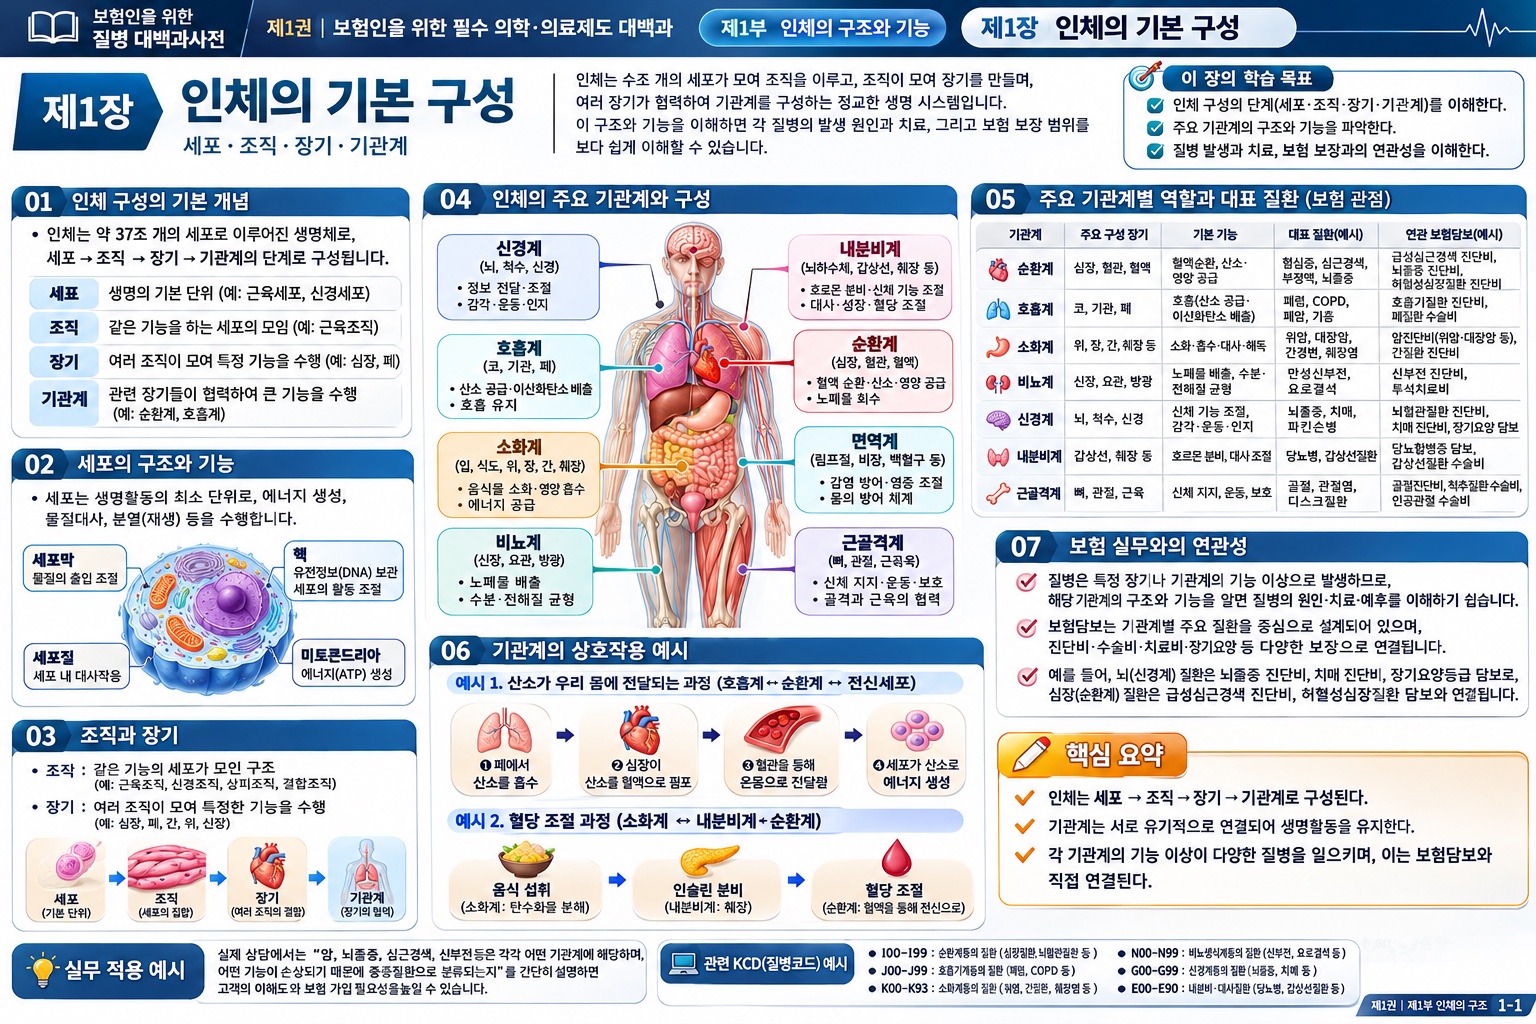 보험인을 위한
질병 대백과사전
제1권 | 보험인을 위한 필수 의학·의료제도 대백과
제1부 인체의 구조와 기능
제1장 인체의 기본 구성
제1장
인체의 기본 구성
세포 · 조직 · 장기 · 기관계
인체는 수조 개의 세포가 모여 조직을 이루고, 조직이 모여 장기를 만들며,
여러 장기가 협력하여 기관계를 구성하는 정교한 생명 시스템입니다.
이 구조와 기능을 이해하면 각 질병의 발생 원인과 치료, 그리고 보험 보장 범위를
보다 쉽게 이해할 수 있습니다.
이 장의 학습 목표
인체 구성의 단계(세포·조직·장기·기관계)를 이해한다.
주요 기관계의 구조와 기능을 파악한다.
질병 발생과 치료, 보험 보장과의 연관성을 이해한다.
01 인체 구성의 기본 개념
• 인체는 약 37조 개의 세포로 이루어진 생명체로,
세포 → 조직 → 장기 → 기관계의 단계로 구성됩니다.
세표 생명의 기본 단위 (예: 근육세포, 신경세포)
조직 같은 기능을 하는 세포의 모임 (예: 근육조직)
장기 여러 조직이 모여 특정 기능을 수행 (예: 심장, 폐)
기관계 관련 장기들이 협력하여 큰 기능을 수행
(예: 순환계, 호흡계)
02 세포의 구조와 기능
• 세포는 생명활동의 최소 단위로, 에너지 생성,
물질대사, 분열(재생) 등을 수행합니다.
세포막
물질의 출입 조절
핵
유전정보(DNA) 보관
세포의 활동 조절
세포질
세포 내 대사작용
미토콘드리아
에너지(ATP) 생성
03 조직과 장기
• 조작 : 같은 기능의 세포가 모인 구조
(예: 근육조직, 신경조직, 상피조직, 결합조직)
• 장기 : 여러 조직이 모여 특정한 기능을 수행
(예: 심장, 폐, 간, 위, 신장)
세포
(기본 단위)
조직
(세포의 집합)
장기
(여러 조직의 결합)
기관계
(장기의 협력)
04 인체의 주요 기관계와 구성
신경계
(뇌, 척수, 신경)
• 정보 전달·조절
• 감각·운동·인지
호흡계
(코, 기관, 폐)
• 산소 공급·이산화탄소 배출
• 호흡 유지
소화계
(입, 식도, 위, 장, 간, 췌장)
• 음식물 소화·영양 흡수
• 에너지 공급
비뇨계
(신장, 요관, 방광)
• 노폐물 배출
• 수분·전해질 균형
내분비계
(뇌하수체, 갑상선, 췌장 등)
• 호르몬 분비·신체 기능 조절
• 대사·성장·혈당 조절
순환계
(심장, 혈관, 혈액)
• 혈액 순환·산소·영양 공급
• 노폐물 회수
면역계
(림프절, 비장, 백혈구 등)
• 감염 방어·염증 조절
• 몸의 방어 체계
근골격계
(뼈, 관절, 근골육)
• 신체 지지·운동·보호
• 골격과 근육의 협력
05 주요 기관계별 역할과 대표 질환 (보험 관점)
기관계 주요 구성 장기 기본 기능 대표 질환(예시) 연관 보험담보(예시)
순환계 심장, 혈관, 혈액 혈액순환, 산소·영양 공급 협심증, 심근경색, 부정맥, 뇌졸중 급성심근경색 진단비, 뇌졸중 진단비, 허혈성심장질환 진단비
호흡계 코, 기관, 폐 호흡(산소 공급·이산화탄소 배출) 폐렴, COPD, 폐암, 기흉 호흡기질환 진단비, 폐질환 수술비
소화계 위, 장, 간, 췌장 등 소화·흡수·대사·해독 위암, 대장암, 간경변, 췌장염 암진단비(위암·대장암 등), 간질환 진단비
비뇨계 신장, 요관, 방광 노폐물 배출, 수분·전해질 균형 만성신부전, 요로결석 신부전 진단비, 투석치료비
신경계 뇌, 척수, 신경 신체 기능 조절, 감각·운동·인지 뇌졸중, 치매, 파킨슨병 뇌혈관질환 진단비, 치매 진단비, 장기요양 담보
내분비계 갑상선, 췌장 등 호르몬 분비, 대사 조절 당뇨병, 갑상선질환 당뇨합병증 담보, 갑상선질환 수술비
근골격계 뼈, 관절, 근육 신체 지지, 운동, 보호 골절, 관절염, 디스크질환 골절진단비, 척추질환 수술비, 인공관절 수술비
06 기관계의 상호작용 예시
예시 1. 산소가 우리 몸에 전달되는 과정 (호흡계 ↔ 순환계 ↔ 전신세포)
❶ 폐에서
산소를 흡수
❷ 심장이
산소를 혈액으로 펌포
❸ 혈관을 통해
온몸으로 전달함
❹ 세포가 산소로
에너지 생성
예시 2. 혈당 조절 과정 (소화계 ↔ 내분비계 ÷ 순환계)
음식 섭취
(소화계: 탄수화물 분해)
인슐린 분비
(내분비계: 췌장)
혈당 조절
(순환계: 혈액을 통해 전신으로)
07 보험 실무와의 연관성
질병은 특정 장기나 기관계의 기능 이상으로 발생하므로,
해당 기관계의 구조와 기능을 알면 질병의 원인·치료·예후를 이해하기 쉽습니다.
보험담보는 기관계별 주요 질환을 중심으로 설계되어 있으며,
진단비·수술비·치료비·장기요양 등 다양한 보장으로 연결됩니다.
예를 들어, 뇌(신경계) 질환은 뇌졸중 진단비, 치매 진단비, 장기요양등급 담보로,
심장(순환계) 질환은 급성심근경색 진단비, 허혈성심장질환 담보와 연결됩니다.
핵심 요약
인체는 세포 → 조직 → 장기 → 기관계로 구성된다.
기관계는 서로 유기적으로 연결되어 생명활동을 유지한다.
각 기관계의 기능 이상이 다양한 질병을 일으키며, 이는 보험담보와
직접 연결된다.
실무 적용 예시
실제 상담에서는 “암, 뇌졸중, 심근경색, 신부전등은 각각 어떤 기관계에 해당하며,
어떤 기능이 손상되기 때문에 중증질환으로 분류되는지”를 간단히 설명하면
고객의 이해도와 보험 가입 필요성을높일 수 있습니다.
관련 KCD(질병코드) 예시
• I00–I99 : 순환계통의 질환 (심장질환, 뇌혈관질환 등)
• J00–J99 : 호흡기계통의 질환 (폐렴, COPD 등)
• K00–K93 : 소화계통의 질환 (위염, 간질환, 췌장염 등)
• N00–N99 : 비뇨생식계통의 질환 (신부전, 요로결석 등)
• G00–G99 : 신경계통의 질환 (뇌졸중, 치매 등)
• E00–E90 : 내분비·대사질환 (당뇨병, 갑상선질환 등)
제1권 | 제1부 인체의 구조 1-1